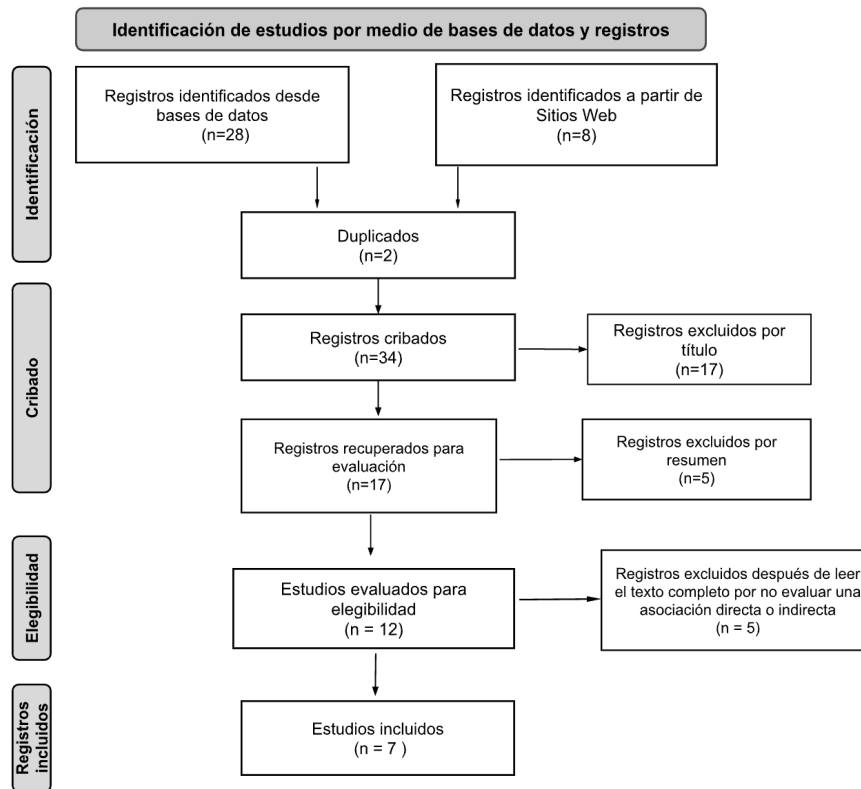 Identificación de estudios por medio de bases de datos y registros
Identificación
Registros identificados desde
bases de datos
(n=28)
Registros identificados a partir de
Sitios Web
(n=8)
Duplicados
(n=2)
Cribado
Registros cribados
(n=34)
Registros excluidos por
título
(n=17)
Registros recuperados para
evaluación
(n=17)
Registros excluidos por
resumen
(n=5)
Elegibilidad
Estudios evaluados para
elegibilidad
(n = 12)
Registros excluidos después de leer
el texto completo por no evaluar una
asociación directa o indirecta
(n = 5)
Registros
incluidos
Estudios incluidos
(n = 7 )